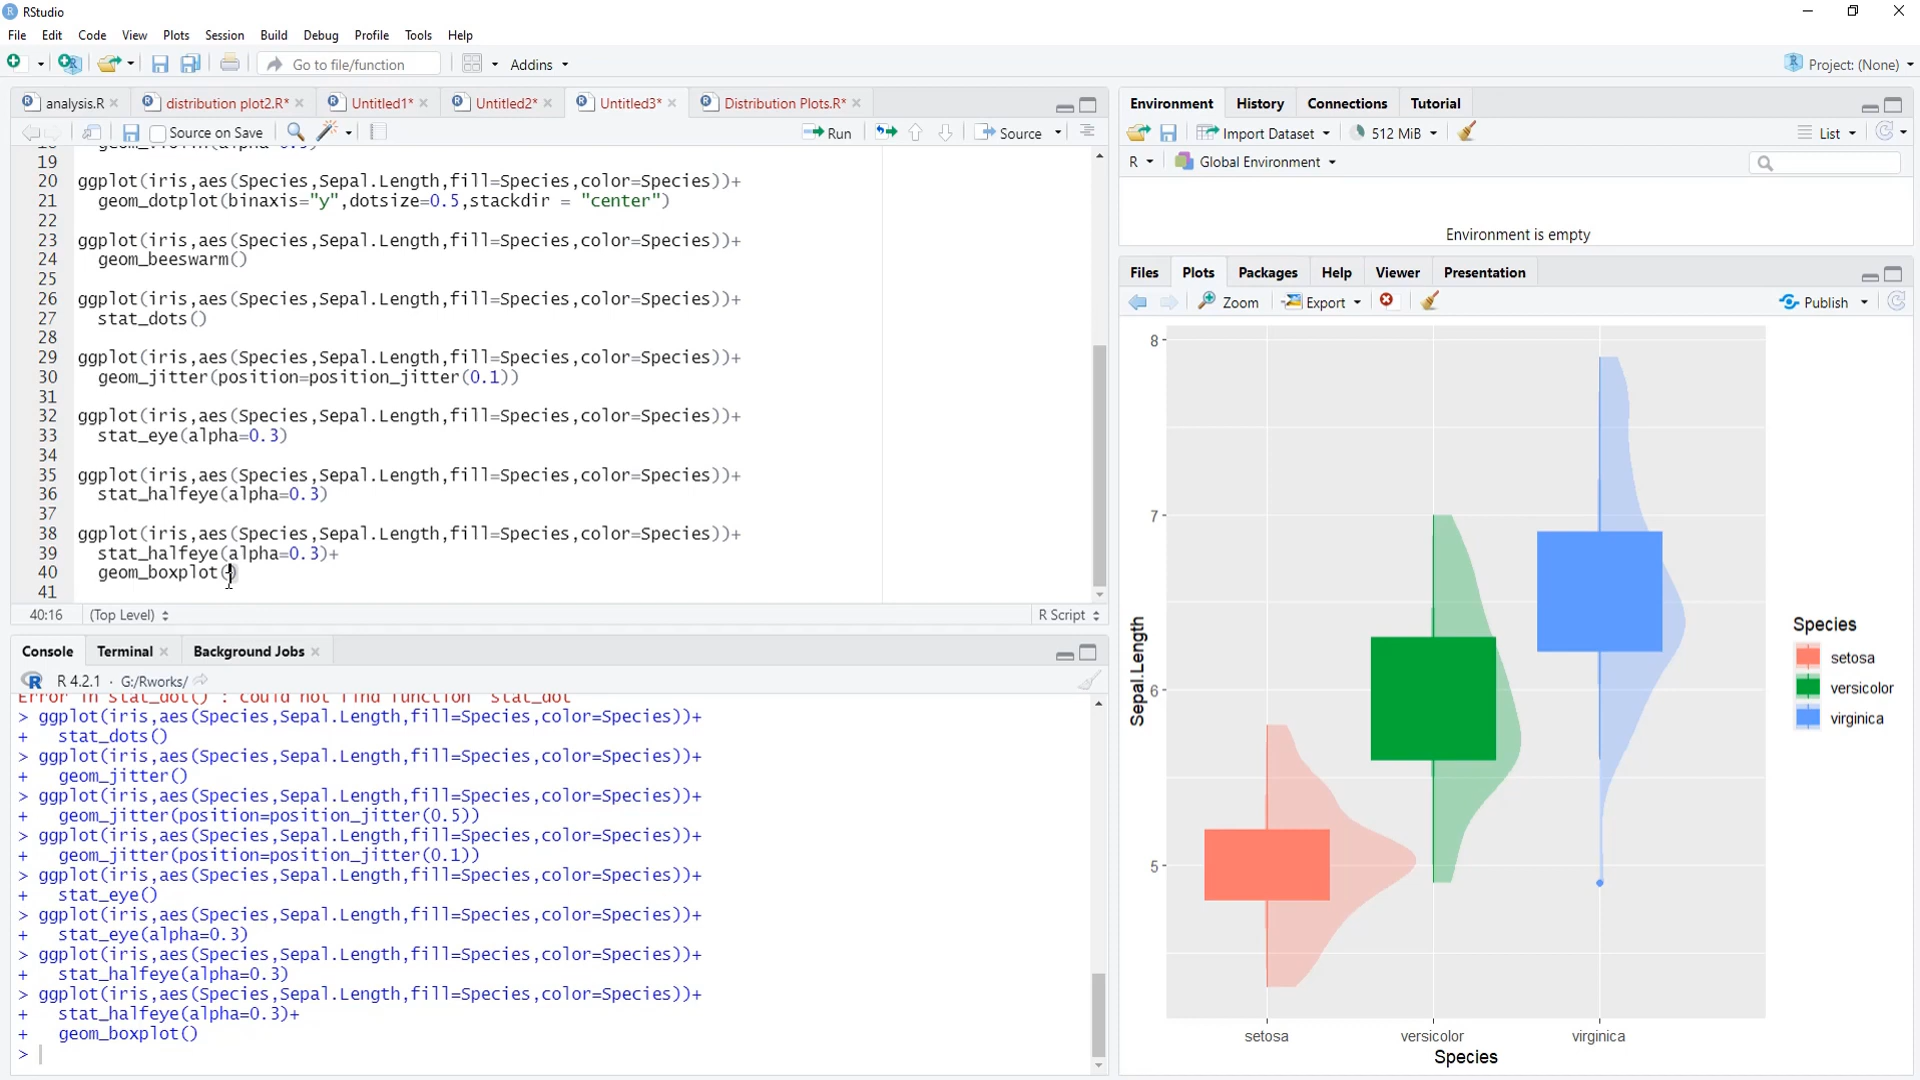 RStudio
File Edit Code View Plots Session Build Debug Profile Tools Help
Go to file/function Addins Project: (None)
analysis.R distribution plot2.R* Untitled1* Untitled2* Untitled3* Distribution Plots.R*
Source on Save Run Source
19
20 ggplot(iris,aes(Species,Sepal.Length,fill=Species,color=Species))+
21 geom_dotplot(binaxis="y",dotsize=0.5,stackdir = "center")
22
23 ggplot(iris,aes(Species,Sepal.Length,fill=Species,color=Species))+
24 geom_beeswarm()
25
26 ggplot(iris,aes(Species,Sepal.Length,fill=Species,color=Species))+
27 stat_dots()
28
29 ggplot(iris,aes(Species,Sepal.Length,fill=Species,color=Species))+
30 geom_jitter(position=position_jitter(0.1))
31
32 ggplot(iris,aes(Species,Sepal.Length,fill=Species,color=Species))+
33 stat_eye(alpha=0.3)
34
35 ggplot(iris,aes(Species,Sepal.Length,fill=Species,color=Species))+
36 stat_halfeye(alpha=0.3)
37
38 ggplot(iris,aes(Species,Sepal.Length,fill=Species,color=Species))+
39 stat_halfeye(alpha=0.3)+
40 geom_boxplot()
41
40:16 (Top Level) R Script
Console Terminal Background Jobs
R 4.2.1 · G:/Rworks/
Error in stat_dot() : could not find function "stat_dot"
> ggplot(iris,aes(Species,Sepal.Length,fill=Species,color=Species))+
+ stat_dots()
> ggplot(iris,aes(Species,Sepal.Length,fill=Species,color=Species))+
+ geom_jitter()
> ggplot(iris,aes(Species,Sepal.Length,fill=Species,color=Species))+
+ geom_jitter(position=position_jitter(0.5))
> ggplot(iris,aes(Species,Sepal.Length,fill=Species,color=Species))+
+ geom_jitter(position=position_jitter(0.1))
> ggplot(iris,aes(Species,Sepal.Length,fill=Species,color=Species))+
+ stat_eye()
> ggplot(iris,aes(Species,Sepal.Length,fill=Species,color=Species))+
+ stat_eye(alpha=0.3)
> ggplot(iris,aes(Species,Sepal.Length,fill=Species,color=Species))+
+ stat_halfeye(alpha=0.3)
> ggplot(iris,aes(Species,Sepal.Length,fill=Species,color=Species))+
+ stat_halfeye(alpha=0.3)+
+ geom_boxplot()
>
Environment History Connections Tutorial
Import Dataset 512 MiB List
R Global Environment
Environment is empty
Files Plots Packages Help Viewer Presentation
Zoom Export Publish
8
7
6
5
Sepal.Length
setosa versicolor virginica
Species
Species
setosa
versicolor
virginica